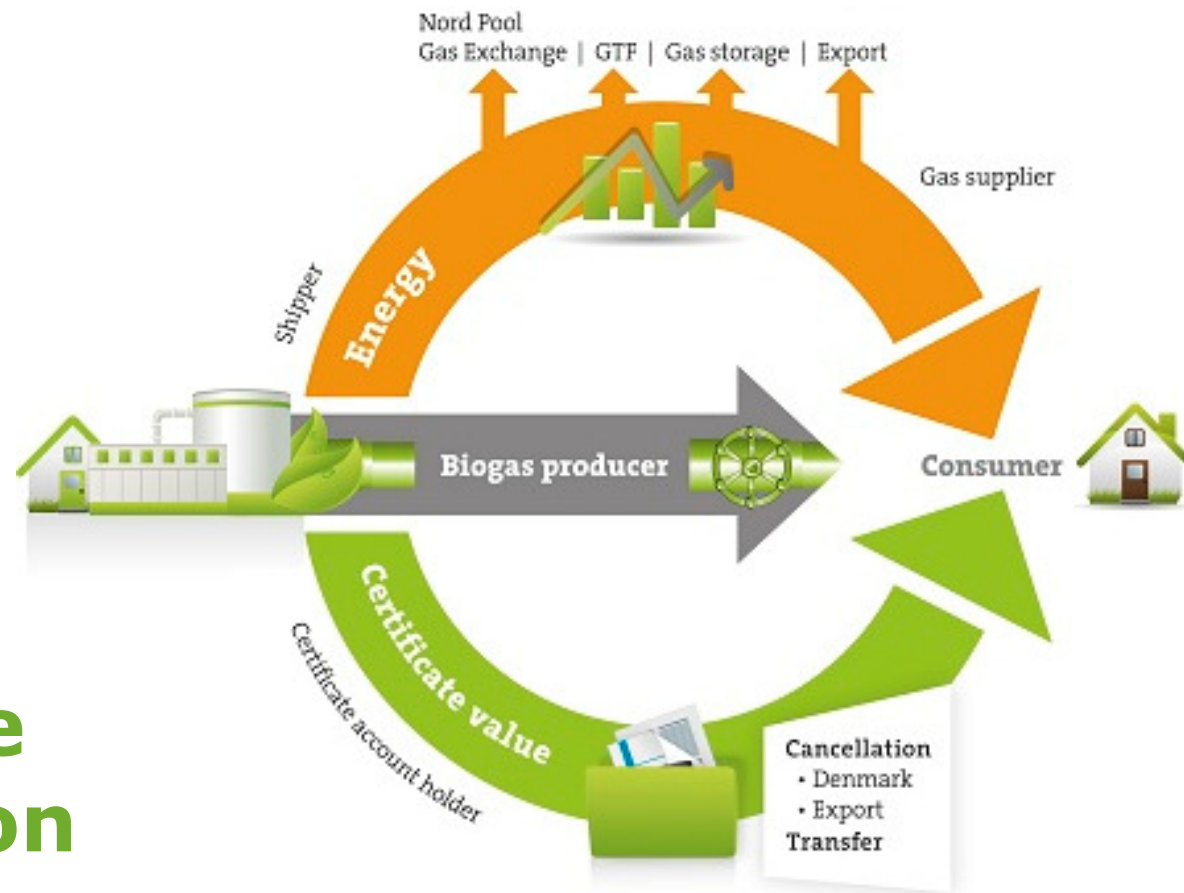 Nord Pool
Gas Exchange | GTF | Gas storage | Export
Gas supplier
Shipper
Energy
Biogas producer
Consumer
Certificate value
Certificate account holder
Cancellation
• Denmark
• Export
Transfer
e
on